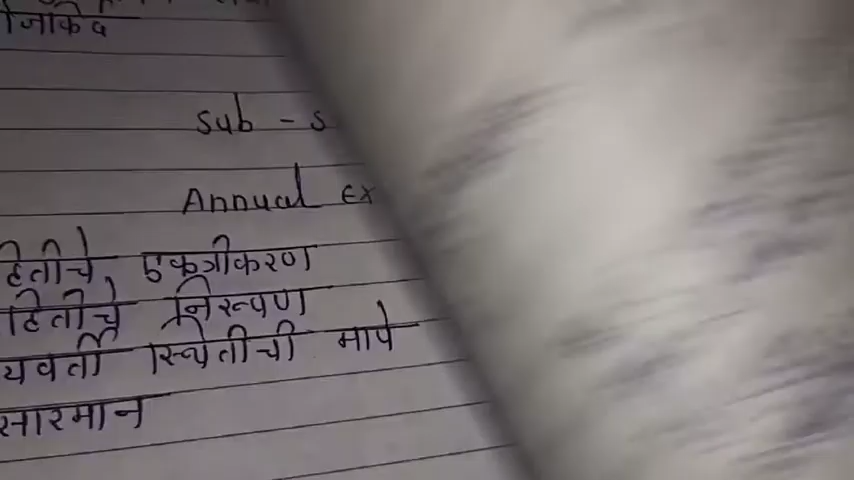 Sub - S
Annual Ex
हितीचे एकत्रीकरण
हितीचे निरूपण
यवर्ती स्थितीची मापे
सारमान